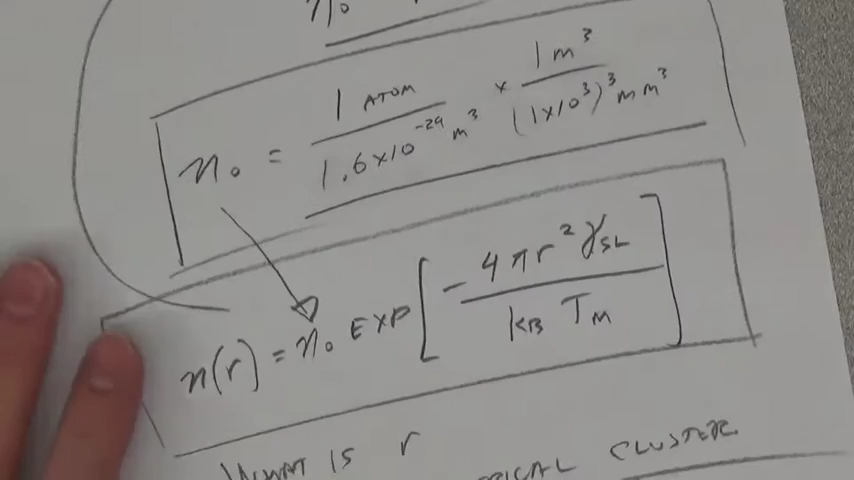 n₀
n₀ = 1 ATOM / 1.6×10⁻²⁹ m³ × 1 m³ / (1×10³)³ mm³
n(r) = n₀ EXP[ - 4πr²γSL / kB TM ]
WHAT IS r
CLUSTER